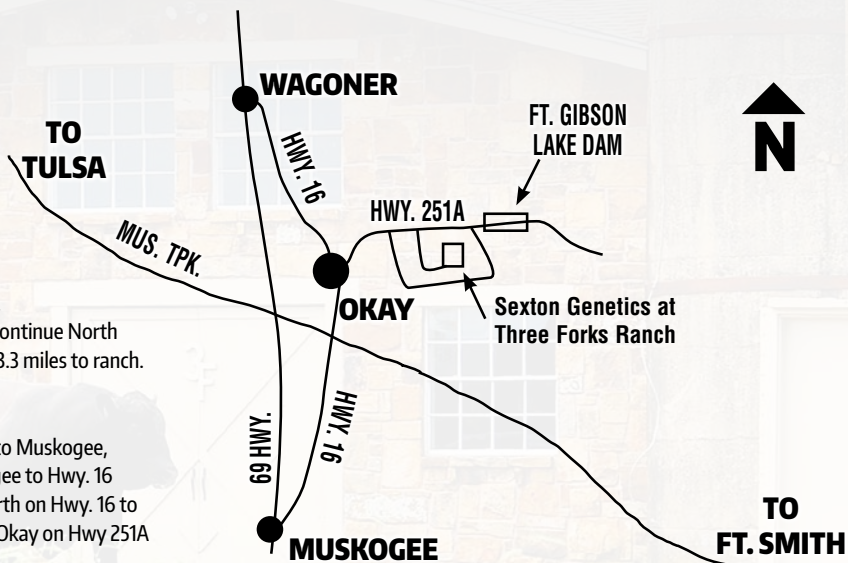 WAGONER
TO
TULSA
HWY. 16
FT. GIBSON
LAKE DAM
N
HWY. 251A
MUS. TPK.
OKAY
Sexton Genetics at
Three Forks Ranch
ontinue North
3.3 miles to ranch.
to Muskogee,
gee to Hwy. 16
rth on Hwy. 16 to
Okay on Hwy 251A
69 HWY.
HWY. 16
MUSKOGEE
TO
FT. SMITH